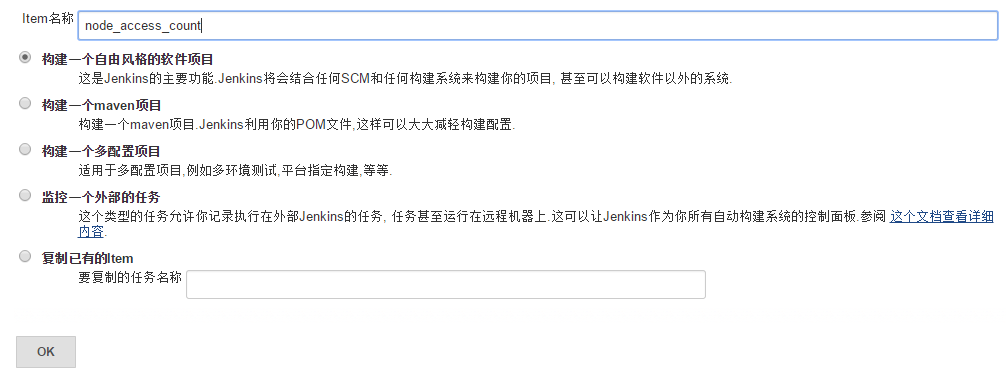 Item名称 node_access_count
构建一个自由风格的软件项目
这是Jenkins的主要功能.Jenkins将会结合任何SCM和任何构建系统来构建你的项目, 甚至可以构建软件以外的系统.
构建一个maven项目
构建一个maven项目.Jenkins利用你的POM文件,这样可以大大减轻构建配置.
构建一个多配置项目
适用于多配置项目,例如多环境测试,平台指定构建,等等.
监控一个外部的任务
这个类型的任务允许你记录执行在外部Jenkins的任务, 任务甚至运行在远程机器上.这可以让Jenkins作为你所有自动构建系统的控制面板.参阅 这个文档查看详细
内容.
复制已有的Item
要复制的任务名称
OK